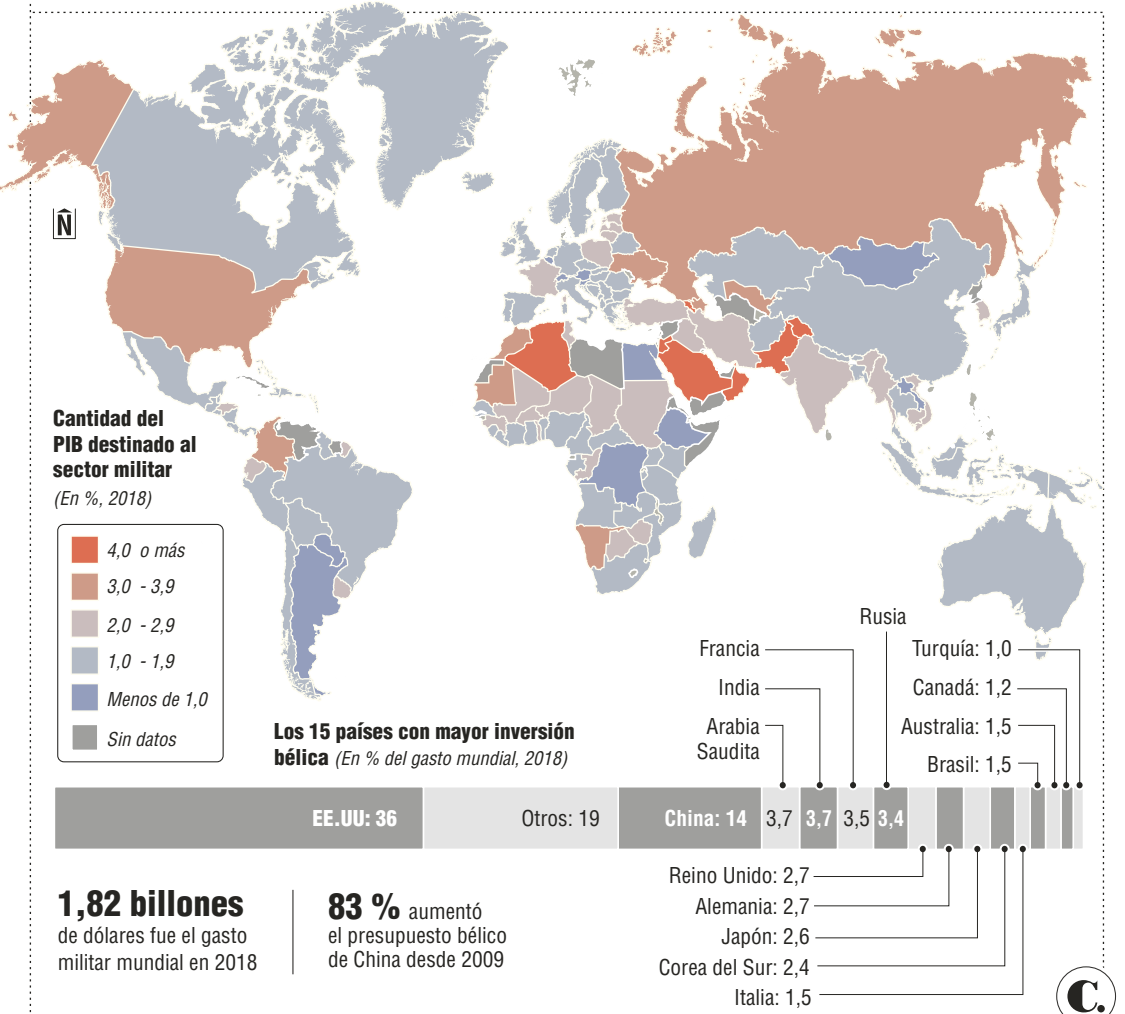 N
Cantidad del
PIB destinado al
sector militar
(En %, 2018)
4,0 o más
3,0 - 3,9
2,0 - 2,9
1,0 - 1,9
Menos de 1,0
Sin datos
Los 15 países con mayor inversión
bélica (En % del gasto mundial, 2018)
Rusia
Francia
India
Arabia
Saudita
Turquía: 1,0
Canadá: 1,2
Australia: 1,5
Brasil: 1,5
EE.UU: 36
Otros: 19
China: 14
3,7
3,7
3,5
3,4
Reino Unido: 2,7
Alemania: 2,7
Japón: 2,6
Corea del Sur: 2,4
Italia: 1,5
1,82 billones
de dólares fue el gasto
militar mundial en 2018
83 % aumentó
el presupuesto bélico
de China desde 2009
C.